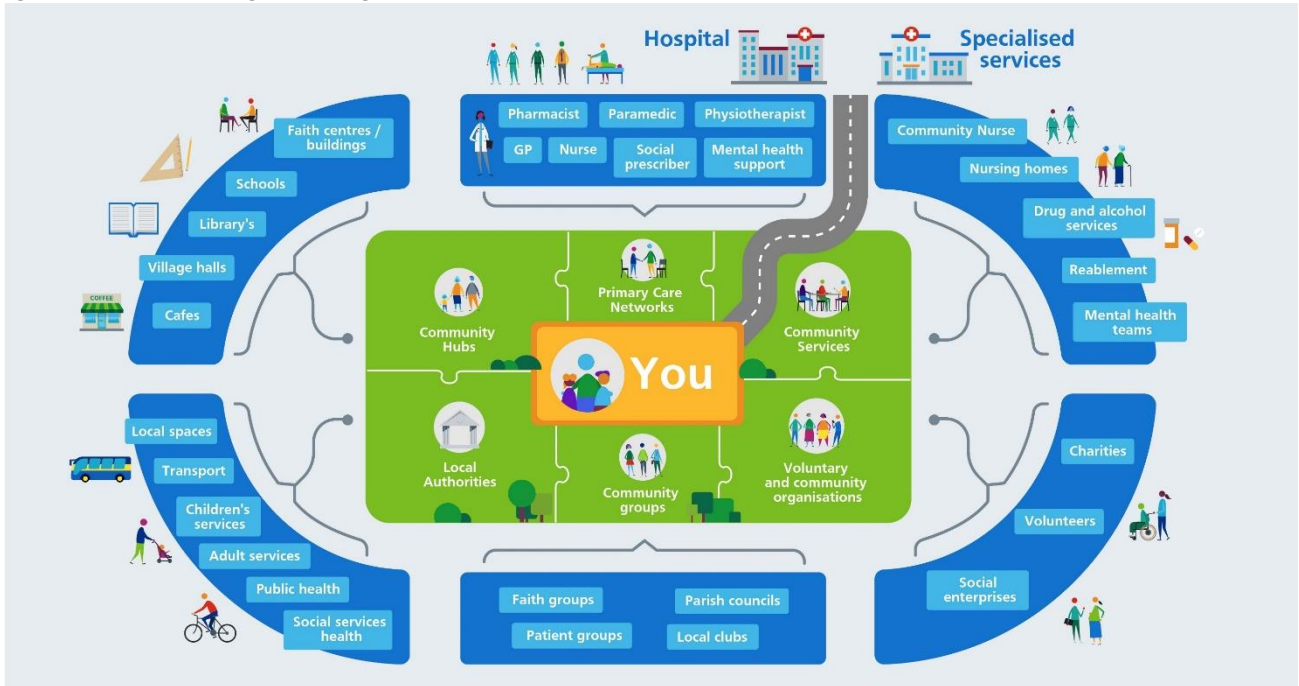 Hospital
Specialised
services
Faith centres /
buildings
Schools
Library's
Village halls
Cafes
COFFEE
Pharmacist
Paramedic
Physiotherapist
GP
Nurse
Social
prescriber
Mental health
support
Community Nurse
Nursing homes
Drug and alcohol
services
Reablement
Mental health
teams
Community
Hubs
Primary Care
Networks
Community
Services
You
Local
Authorities
Community
groups
Voluntary
and community
organisations
Local spaces
Transport
Children's
services
Adult services
Public health
Social services
health
Faith groups
Parish councils
Patient groups
Local clubs
Charities
Volunteers
Social
enterprises